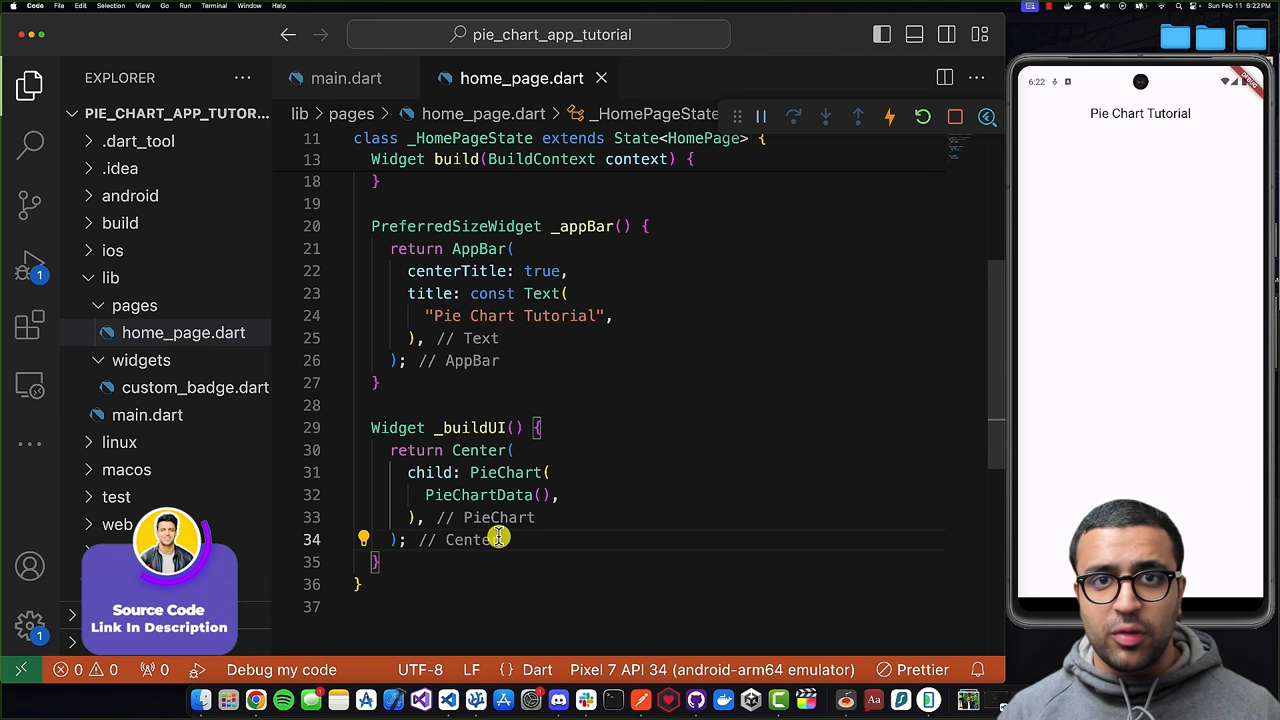 Code File Edit Selection View Go Run Terminal Window Help
Sun Feb 11 6:22 PM
pie_chart_app_tutorial
EXPLORER
main.dart
home_page.dart
PIE_CHART_APP_TUTOR...
lib > pages > home_page.dart > _HomePageState
.dart_tool
.idea
android
build
ios
lib
pages
home_page.dart
widgets
custom_badge.dart
main.dart
linux
macos
test
web
1
1
11 class _HomePageState extends State<HomePage> {
13 Widget build(BuildContext context) {
18 }
19
20 PreferredSizeWidget _appBar() {
21 return AppBar(
22 centerTitle: true,
23 title: const Text(
24 "Pie Chart Tutorial",
25 ), // Text
26 ); // AppBar
27 }
28
29 Widget _buildUI() {
30 return Center(
31 child: PieChart(
32 PieChartData(),
33 ), // PieChart
34 ); // Center
35 }
36 }
37
Source Code
Link In Description
0 0 0 Debug my code UTF-8 LF {} Dart Pixel 7 API 34 (android-arm64 emulator) Prettier
6:22
DEBUG
Pie Chart Tutorial
Aa